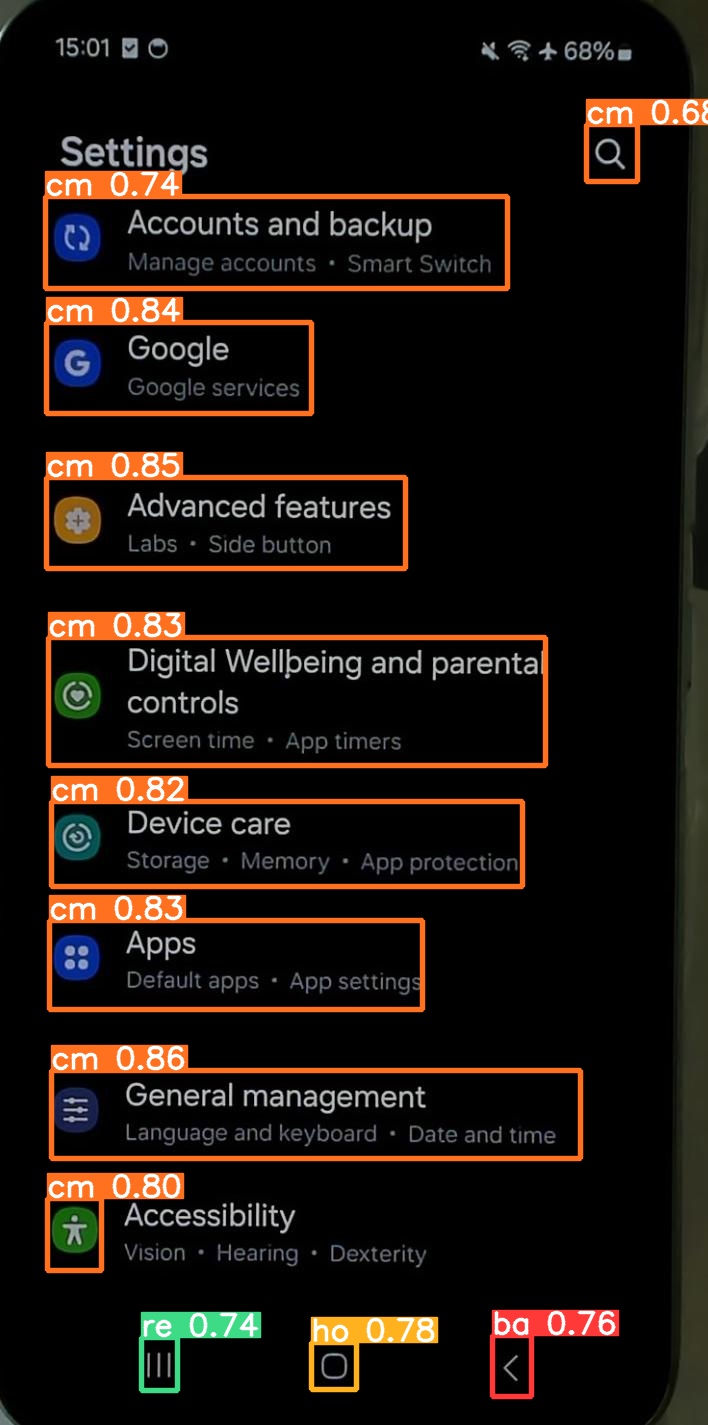 15:01 68%
cm 0.68
Settings
cm 0.74
Accounts and backup
Manage accounts • Smart Switch
cm 0.84
G
Google
Google services
cm 0.85
Advanced features
Labs • Side button
cm 0.83
Digital Wellbeing and parental
controls
Screen time • App timers
cm 0.82
Device care
Storage • Memory • App protection
cm 0.83
Apps
Default apps • App settings
cm 0.86
General management
Language and keyboard • Date and time
cm 0.80
Accessibility
Vision • Hearing • Dexterity
re 0.74 ho 0.78 ba 0.76